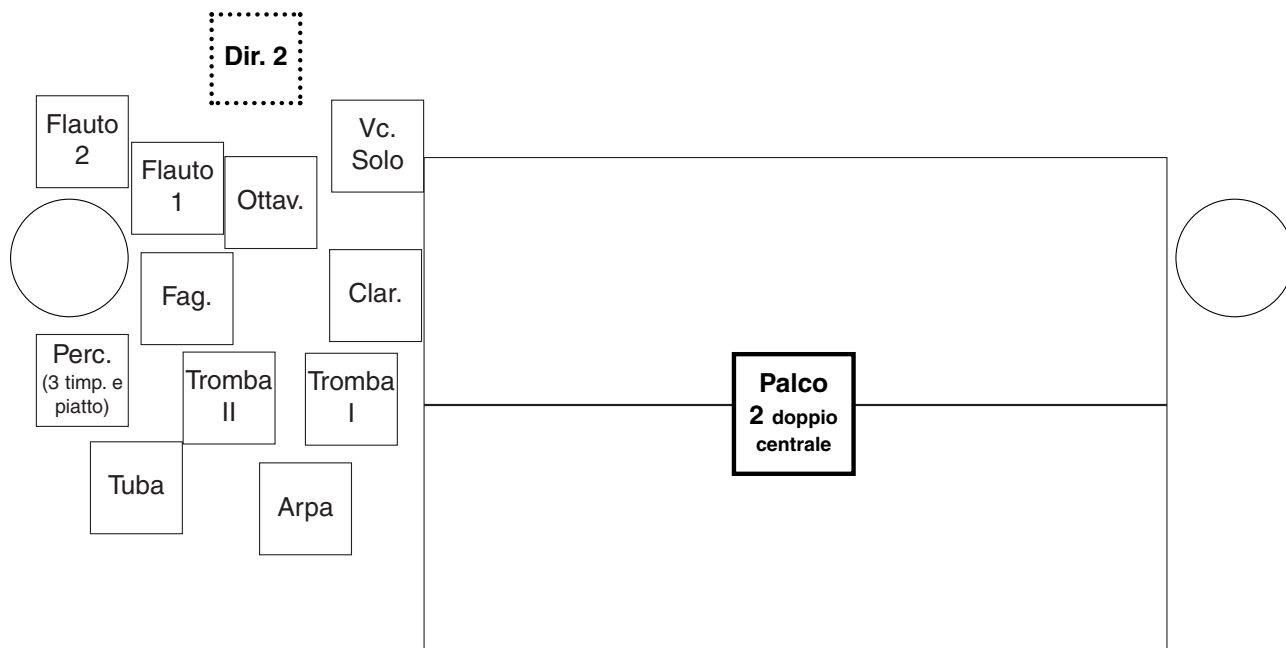 Dir. 2
Flauto
2
Flauto
1
Ottav.
Vc.
Solo
Fag.
Clar.
Perc.
(3 timp. e
piatto)
Tromba
II
Tromba
I
Palco
2 doppio
centrale
Tuba
Arpa